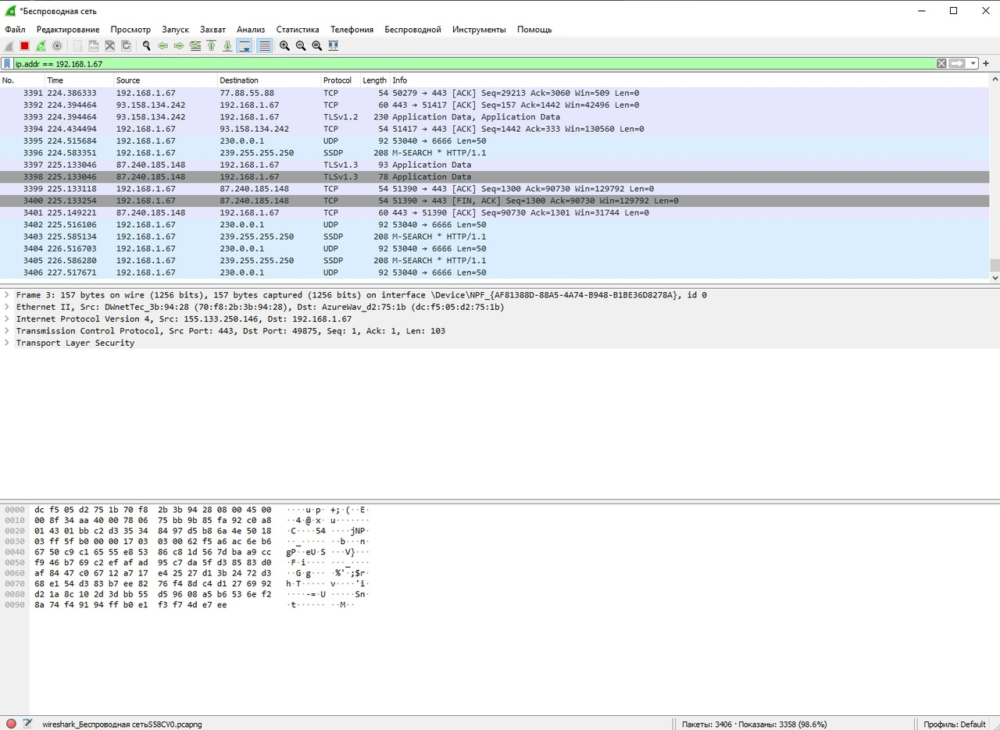 *Беспроводная сеть
Файл Редактирование Просмотр Запуск Захват Анализ Статистика Телефония Беспроводной Инструменты Помощь
ip.addr == 192.168.1.67
No. Time Source Destination Protocol Length Info
3391 224.386333 192.168.1.67 77.88.55.88 TCP 54 50279 → 443 [ACK] Seq=29213 Ack=3060 Win=509 Len=0
3392 224.394464 93.158.134.242 192.168.1.67 TCP 60 443 → 51417 [ACK] Seq=157 Ack=1442 Win=42496 Len=0
3393 224.394464 93.158.134.242 192.168.1.67 TLSv1.2 230 Application Data, Application Data
3394 224.434494 192.168.1.67 93.158.134.242 TCP 54 51417 → 443 [ACK] Seq=1442 Ack=333 Win=130560 Len=0
3395 224.515684 192.168.1.67 230.0.0.1 UDP 92 53040 → 6666 Len=50
3396 224.583351 192.168.1.67 239.255.255.250 SSDP 208 M-SEARCH * HTTP/1.1
3397 225.133046 87.240.185.148 192.168.1.67 TLSv1.3 93 Application Data
3398 225.133046 87.240.185.148 192.168.1.67 TLSv1.3 78 Application Data
3399 225.133118 192.168.1.67 87.240.185.148 TCP 54 51390 → 443 [ACK] Seq=1300 Ack=90730 Win=129792 Len=0
3400 225.133254 192.168.1.67 87.240.185.148 TCP 54 51390 → 443 [FIN, ACK] Seq=1300 Ack=90730 Win=129792 Len=0
3401 225.149221 87.240.185.148 192.168.1.67 TCP 60 443 → 51390 [ACK] Seq=90730 Ack=1301 Win=31744 Len=0
3402 225.516106 192.168.1.67 230.0.0.1 UDP 92 53040 → 6666 Len=50
3403 225.585134 192.168.1.67 239.255.255.250 SSDP 208 M-SEARCH * HTTP/1.1
3404 226.516703 192.168.1.67 230.0.0.1 UDP 92 53040 → 6666 Len=50
3405 226.586280 192.168.1.67 239.255.255.250 SSDP 208 M-SEARCH * HTTP/1.1
3406 227.517671 192.168.1.67 230.0.0.1 UDP 92 53040 → 6666 Len=50
Frame 3: 157 bytes on wire (1256 bits), 157 bytes captured (1256 bits) on interface \Device\NPF_{AF81388D-88A5-4A74-B948-B1BE36D8278A}, id 0
Ethernet II, Src: DWnetTec_3b:94:28 (70:f8:2b:3b:94:28), Dst: AzureWav_d2:75:1b (dc:f5:05:d2:75:1b)
Internet Protocol Version 4, Src: 155.133.250.146, Dst: 192.168.1.67
Transmission Control Protocol, Src Port: 443, Dst Port: 49875, Seq: 1, Ack: 1, Len: 103
Transport Layer Security
0000 dc f5 05 d2 75 1b 70 f8 2b 3b 94 28 08 00 45 00 ····u·p· +;·(··E·
0010 00 8f 34 aa 40 00 78 06 75 bb 9b 85 fa 92 c0 a8 ··4·@·x· u·······
0020 01 43 01 bb c2 d3 35 34 84 97 d5 b8 6a 4e 50 18 ·C····54 ····jNP·
0030 03 ff 5f b0 00 00 17 03 03 00 62 f5 a6 ac 6e b6 ··_····· ··b···n·
0040 67 50 c9 c1 65 55 e8 53 86 c8 1d 56 7d ba a9 cc gP··eU·S ···V}···
0050 f9 46 b7 69 c2 ef af ad 95 c7 da 5f d3 85 83 d0 ·F·i···· ···_····
0060 af 84 47 c0 67 12 a7 17 e4 25 27 d1 3b 24 72 d3 ··G·g··· ·%'·;$r·
0070 68 e1 54 d3 83 b7 ee 82 76 f4 8d c4 d1 27 69 92 h·T····· v····'i·
0080 d2 1a 8c 10 2d 3d bb 55 d5 96 08 a5 b6 53 6e f2 ····-=·U ·····Sn·
0090 8a 74 f4 91 94 ff b0 e1 f3 f7 4d e7 ee ·t······ ··M··
wireshark_Беспроводная сетьS58CV0.pcapng Пакеты: 3406 · Показаны: 3358 (98.6%) Профиль: Default